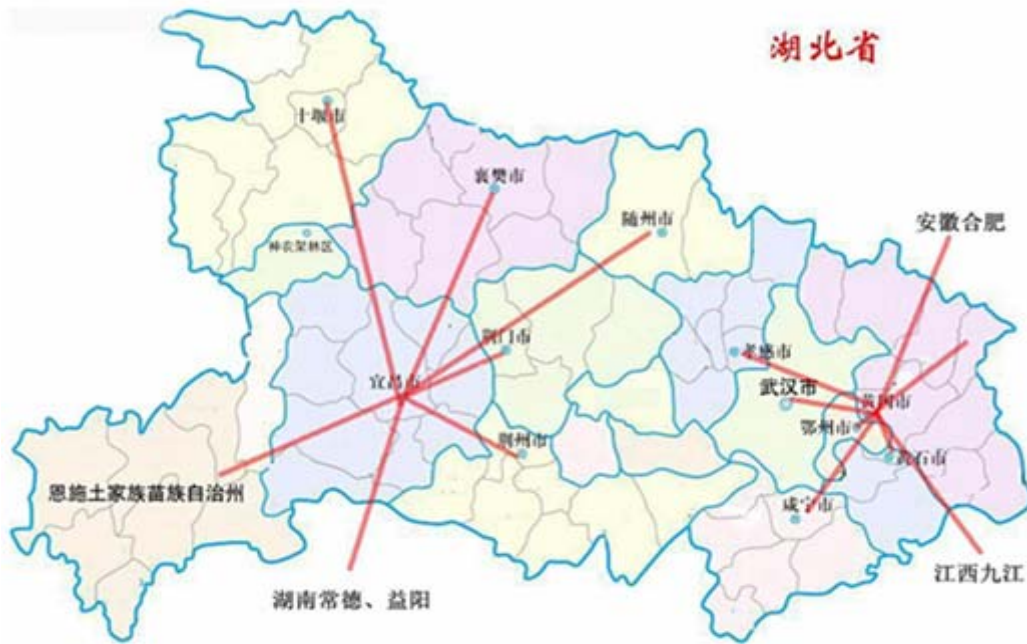 湖北省
十堰市
襄樊市
随州市
安徽合肥
神农架林区
荆门市
孝感市
宜昌市
武汉市
黄冈市
鄂州市
荆州市
黄石市
恩施土家族苗族自治州
咸宁市
江西九江
湖南常德、益阳